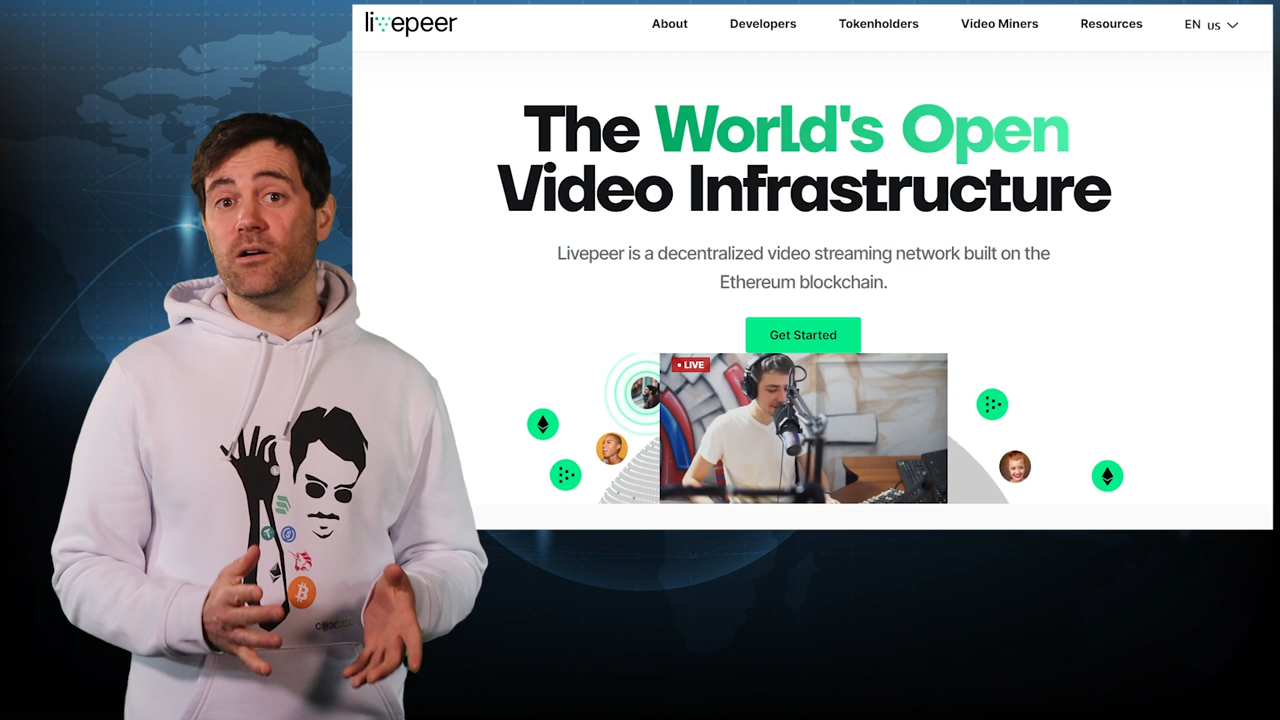 livepeer
About Developers Tokenholders Video Miners Resources EN US
The World's Open
Video Infrastructure
Livepeer is a decentralized video streaming network built on the
Ethereum blockchain.
Get Started
LIVE